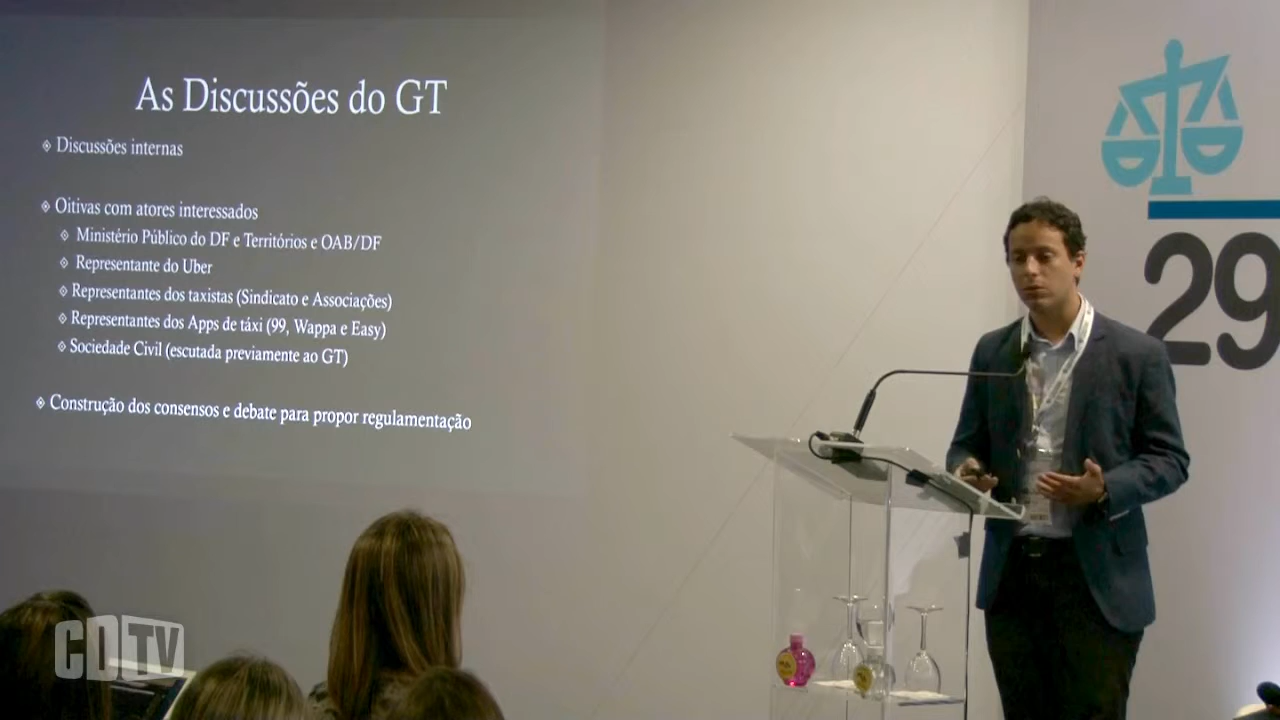 As Discussões do GT
Discussões internas
Oitivas com atores interessados
Ministério Público do DF e Territórios e OAB/DF
Representante do Uber
Representantes dos taxistas (Sindicato e Associações)
Representantes dos Apps de táxi (99, Wappa e Easy)
Sociedade Civil (escutada previamente ao GT)
Construção dos consensos e debate para propor regulamentação
29
CDTV